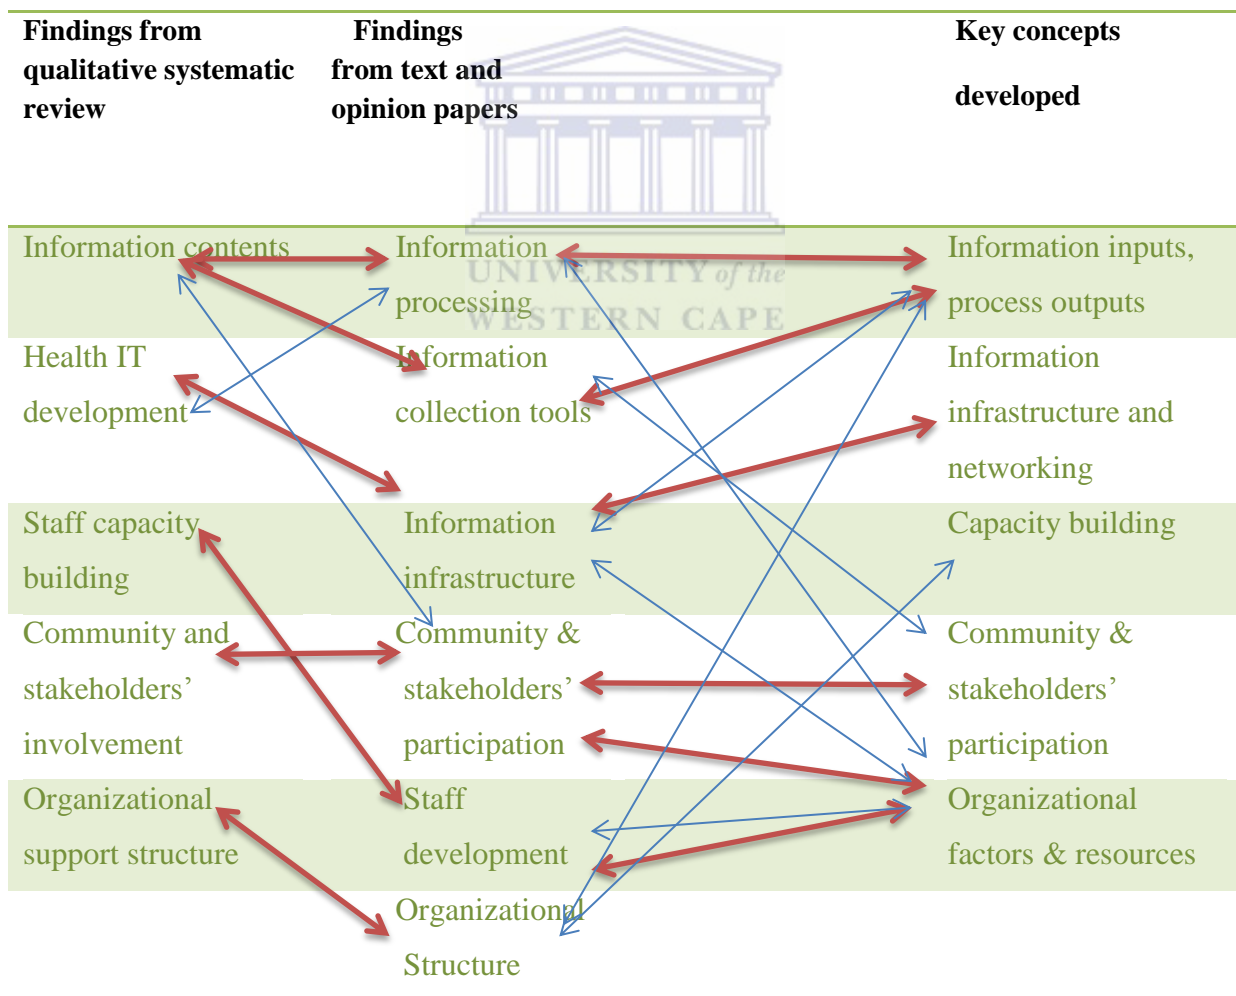 Findings from
qualitative systematic
review
Findings
from text and
opinion papers
Key concepts
developed
UNIVERSITY of the
WESTERN CAPE
Information contents
Information
processing
Information inputs,
process outputs
Health IT
development
Information
collection tools
Information
infrastructure and
networking
Staff capacity
building
Information
infrastructure
Capacity building
Community and
stakeholders’
involvement
Community &
stakeholders’
participation
Community &
stakeholders’
participation
Organizational
support structure
Staff
development
Organizational
factors & resources
Organizational
Structure